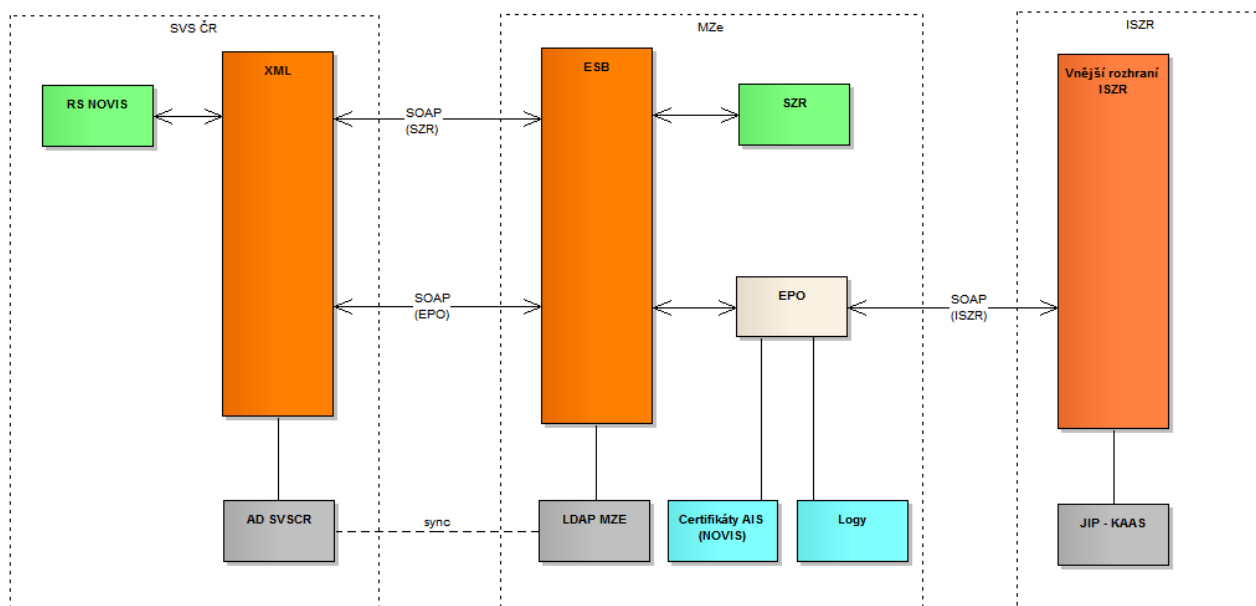 SVS ČR
MZe
ISZR
XML
ESB
Vnější rozhraní
ISZR
RS NOVIS
SZR
SOAP
(SZR)
EPO
SOAP
(EPO)
SOAP
(ISZR)
AD SVSCR
sync
LDAP MZE
Certifikáty AIS
(NOVIS)
Logy
JIP - KAAS